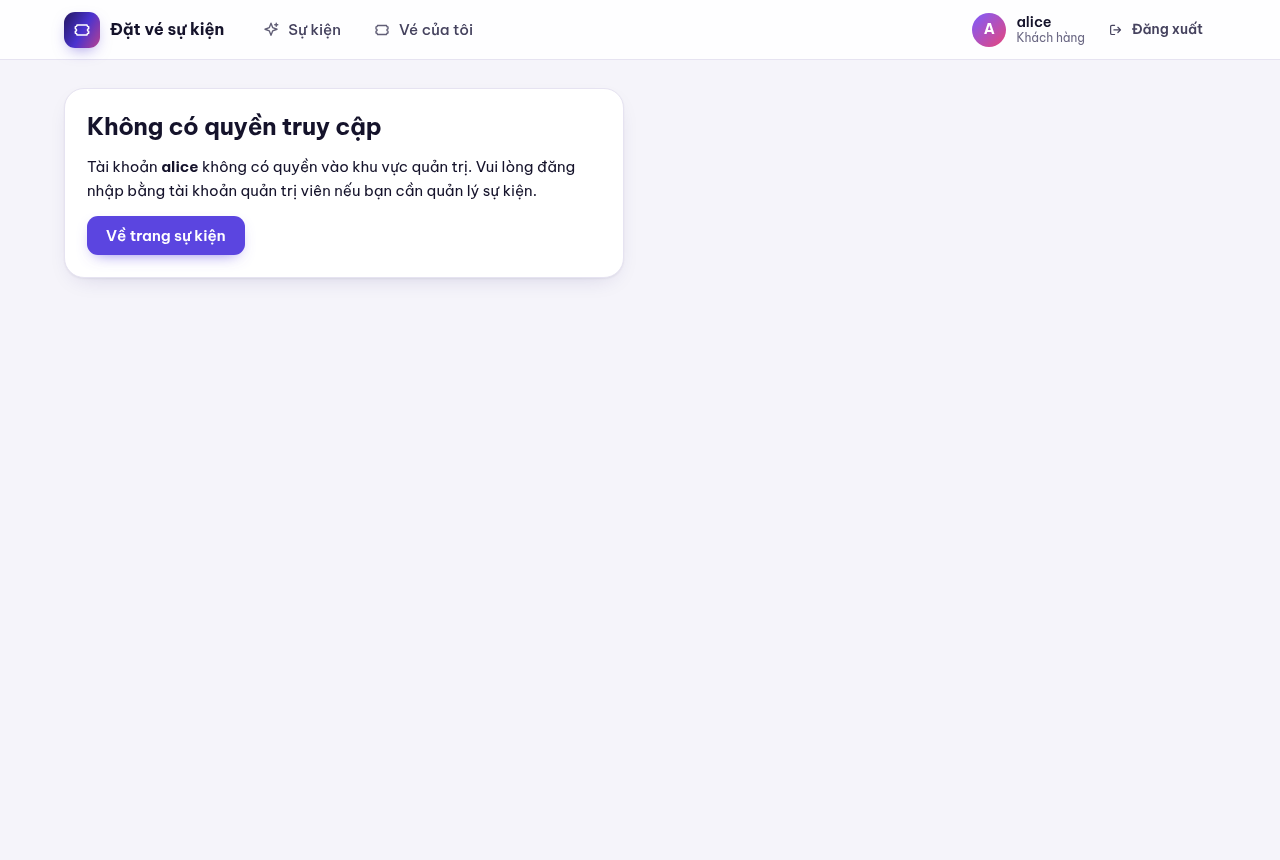 Đặt vé sự kiện
Sự kiện
Vé của tôi
A
alice
Khách hàng
Đăng xuất
Không có quyền truy cập
Tài khoản alice không có quyền vào khu vực quản trị. Vui lòng đăng
nhập bằng tài khoản quản trị viên nếu bạn cần quản lý sự kiện.
Về trang sự kiện